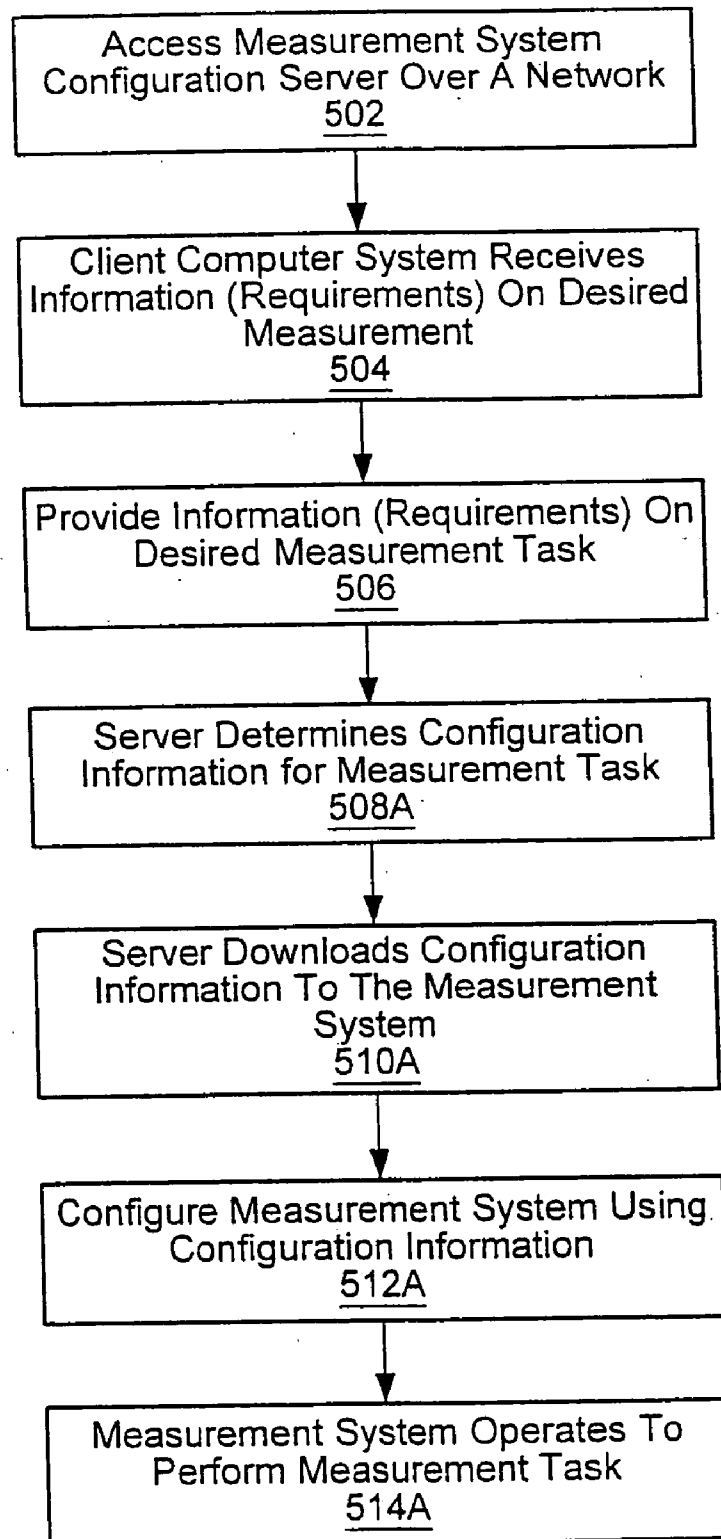 Access Measurement System
Configuration Server Over A Network
502
Client Computer System Receives
Information (Requirements) On Desired
Measurement
504
Provide Information (Requirements) On
Desired Measurement Task
506
Server Determines Configuration
Information for Measurement Task
508A
Server Downloads Configuration
Information To The Measurement
System
510A
Configure Measurement System Using
Configuration Information
512A
Measurement System Operates To
Perform Measurement Task
514A